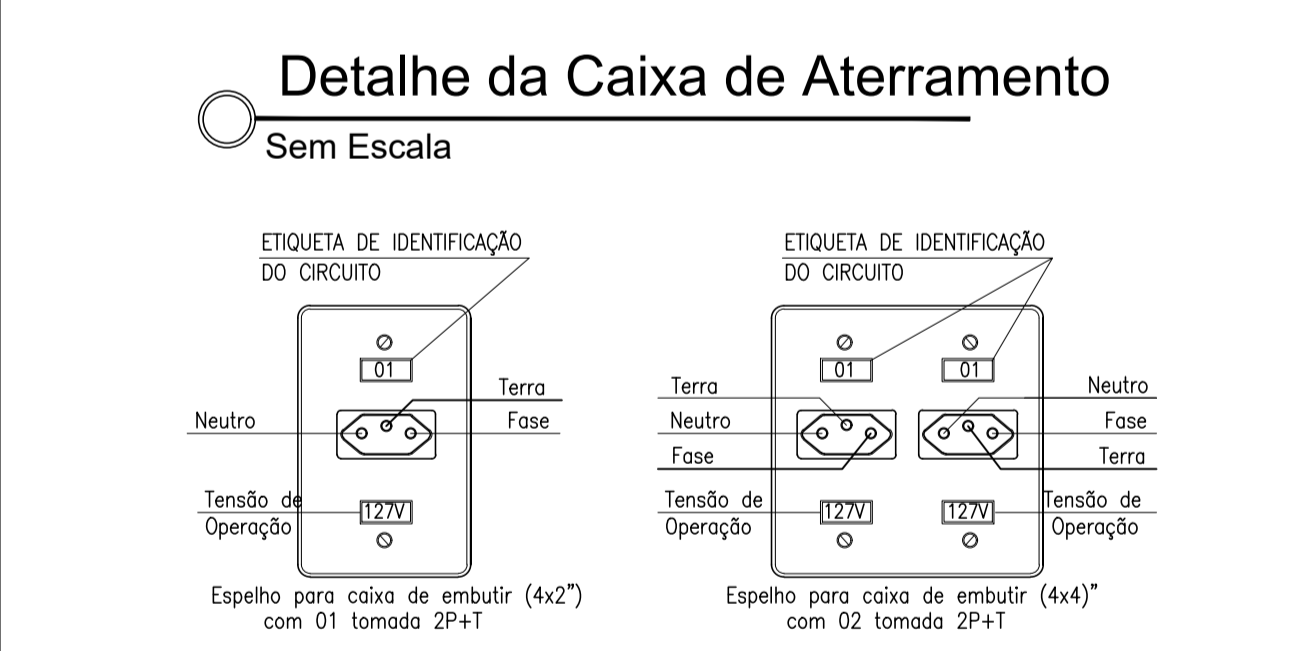 Detalhe da Caixa de Aterramento
Sem Escala
ETIQUETA DE IDENTIFICAÇÃO
DO CIRCUITO
01
Terra
Neutro
Fase
Tensão de
Operação
127V
Espelho para caixa de embutir (4x2")
com 01 tomada 2P+T
ETIQUETA DE IDENTIFICAÇÃO
DO CIRCUITO
01
01
Terra
Neutro
Fase
Neutro
Fase
Terra
Tensão de
Operação
127V
127V
Tensão de
Operação
Espelho para caixa de embutir (4x4)"
com 02 tomada 2P+T